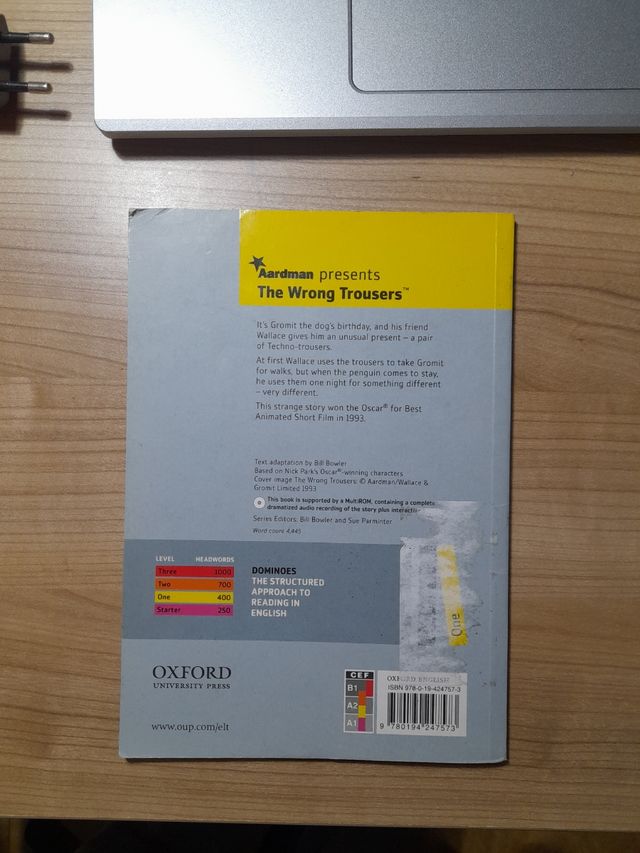 Aardman presents
The Wrong Trousers™
It's Gromit the dog's birthday, and his friend
Wallace gives him an unusual present – a pair
of Techno-trousers.
At first Wallace uses the trousers to take Gromit
for walks, but when the penguin comes to stay,
he uses them one night for something different
– very different.
This strange story won the Oscar® for Best
Animated Short Film in 1993.
Text adaptation by Bill Bowler
Based on Nick Park's Oscar®-winning characters
Cover image The Wrong Trousers: © Aardman/Wallace &
Gromit Limited 1993
This book is supported by a MultiROM, containing a complete
dramatized audio recording of the story plus
Series Editors: Bill Bowler and Sue Parminter
Word count 4,445
LEVEL HEADWORDS
Three 1000
Two 700
One 400
Starter 250
DOMINOES
THE STRUCTURED
APPROACH TO
READING IN
ENGLISH
One
OXFORD
UNIVERSITY PRESS
www.oup.com/elt
CEF
B1
A2
A1
OXFORD ENGLISH
ISBN 978-0-19-424757-3
9 780194 247573